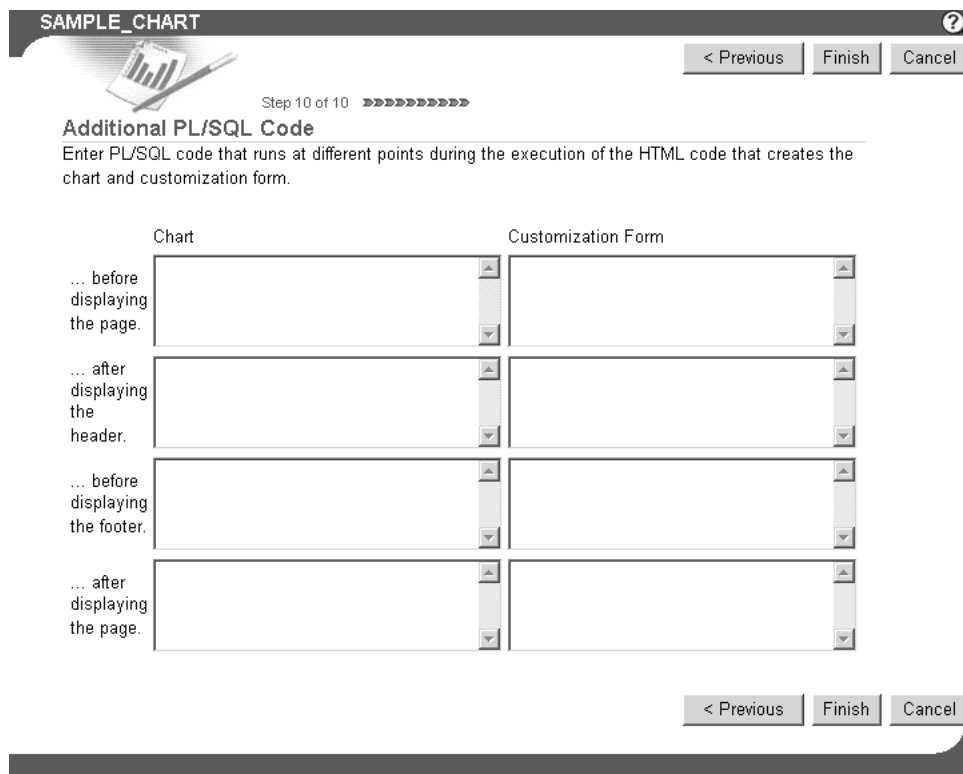 SAMPLE_CHART
?
< Previous Finish Cancel
Step 10 of 10
Additional PL/SQL Code
Enter PL/SQL code that runs at different points during the execution of the HTML code that creates the
chart and customization form.
Chart Customization Form
... before
displaying
the page.
... after
displaying
the
header.
... before
displaying
the footer.
... after
displaying
the page.
< Previous Finish Cancel